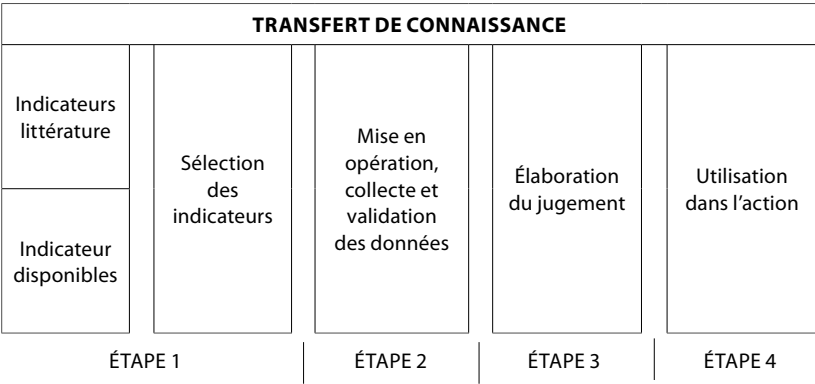 TRANSFERT DE CONNAISSANCE
Indicateurs
littérature
Indicateur
disponibles
Sélection
des
indicateurs
Mise en
opération,
collecte et
validation
des données
Élaboration
du jugement
Utilisation
dans l’action
ÉTAPE 1
ÉTAPE 2
ÉTAPE 3
ÉTAPE 4